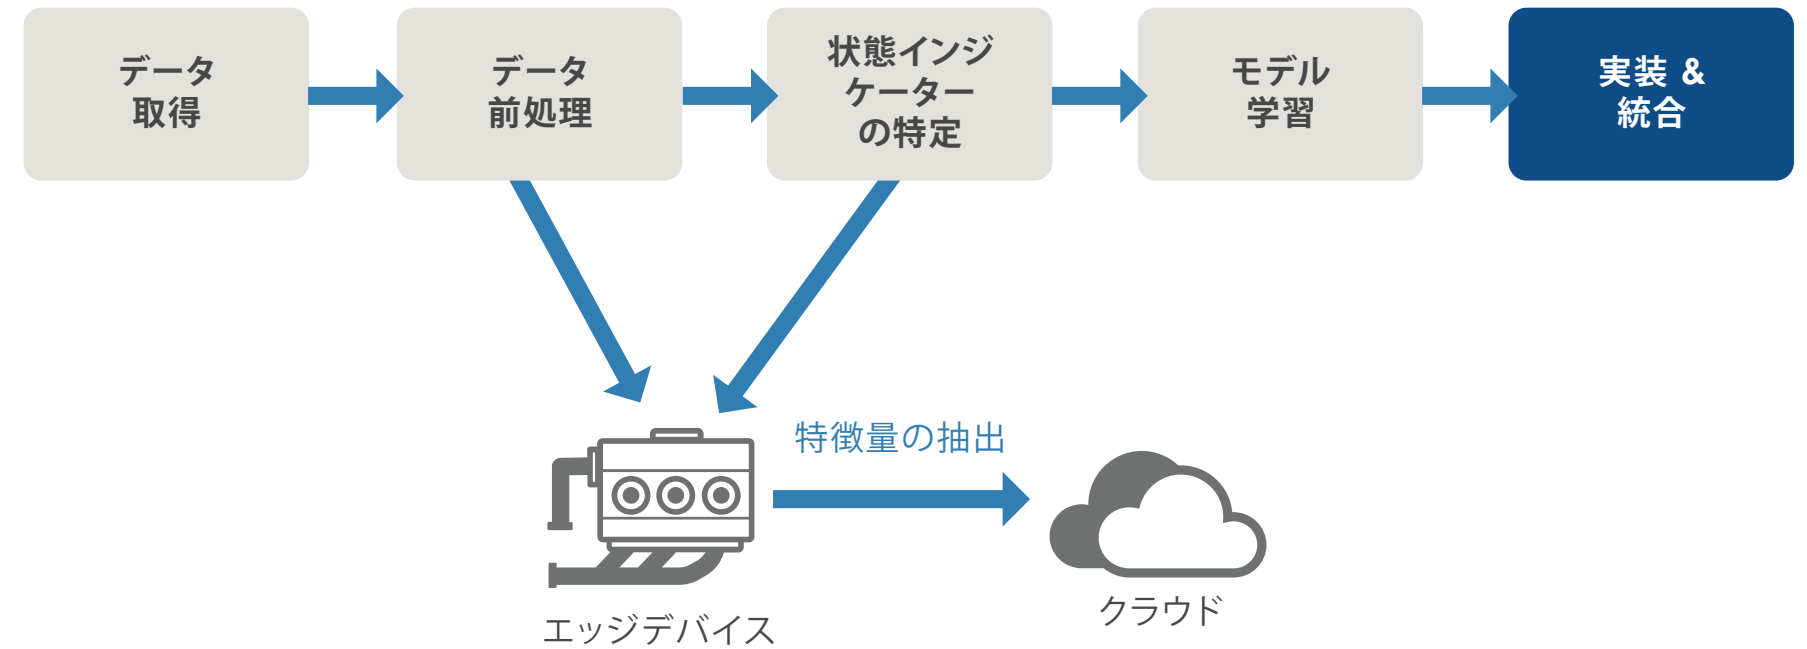 データ
取得
データ
前処理
状態インジ
ケーター
の特定
モデル
学習
実装 &
統合
特徴量の抽出
エッジデバイス
クラウド